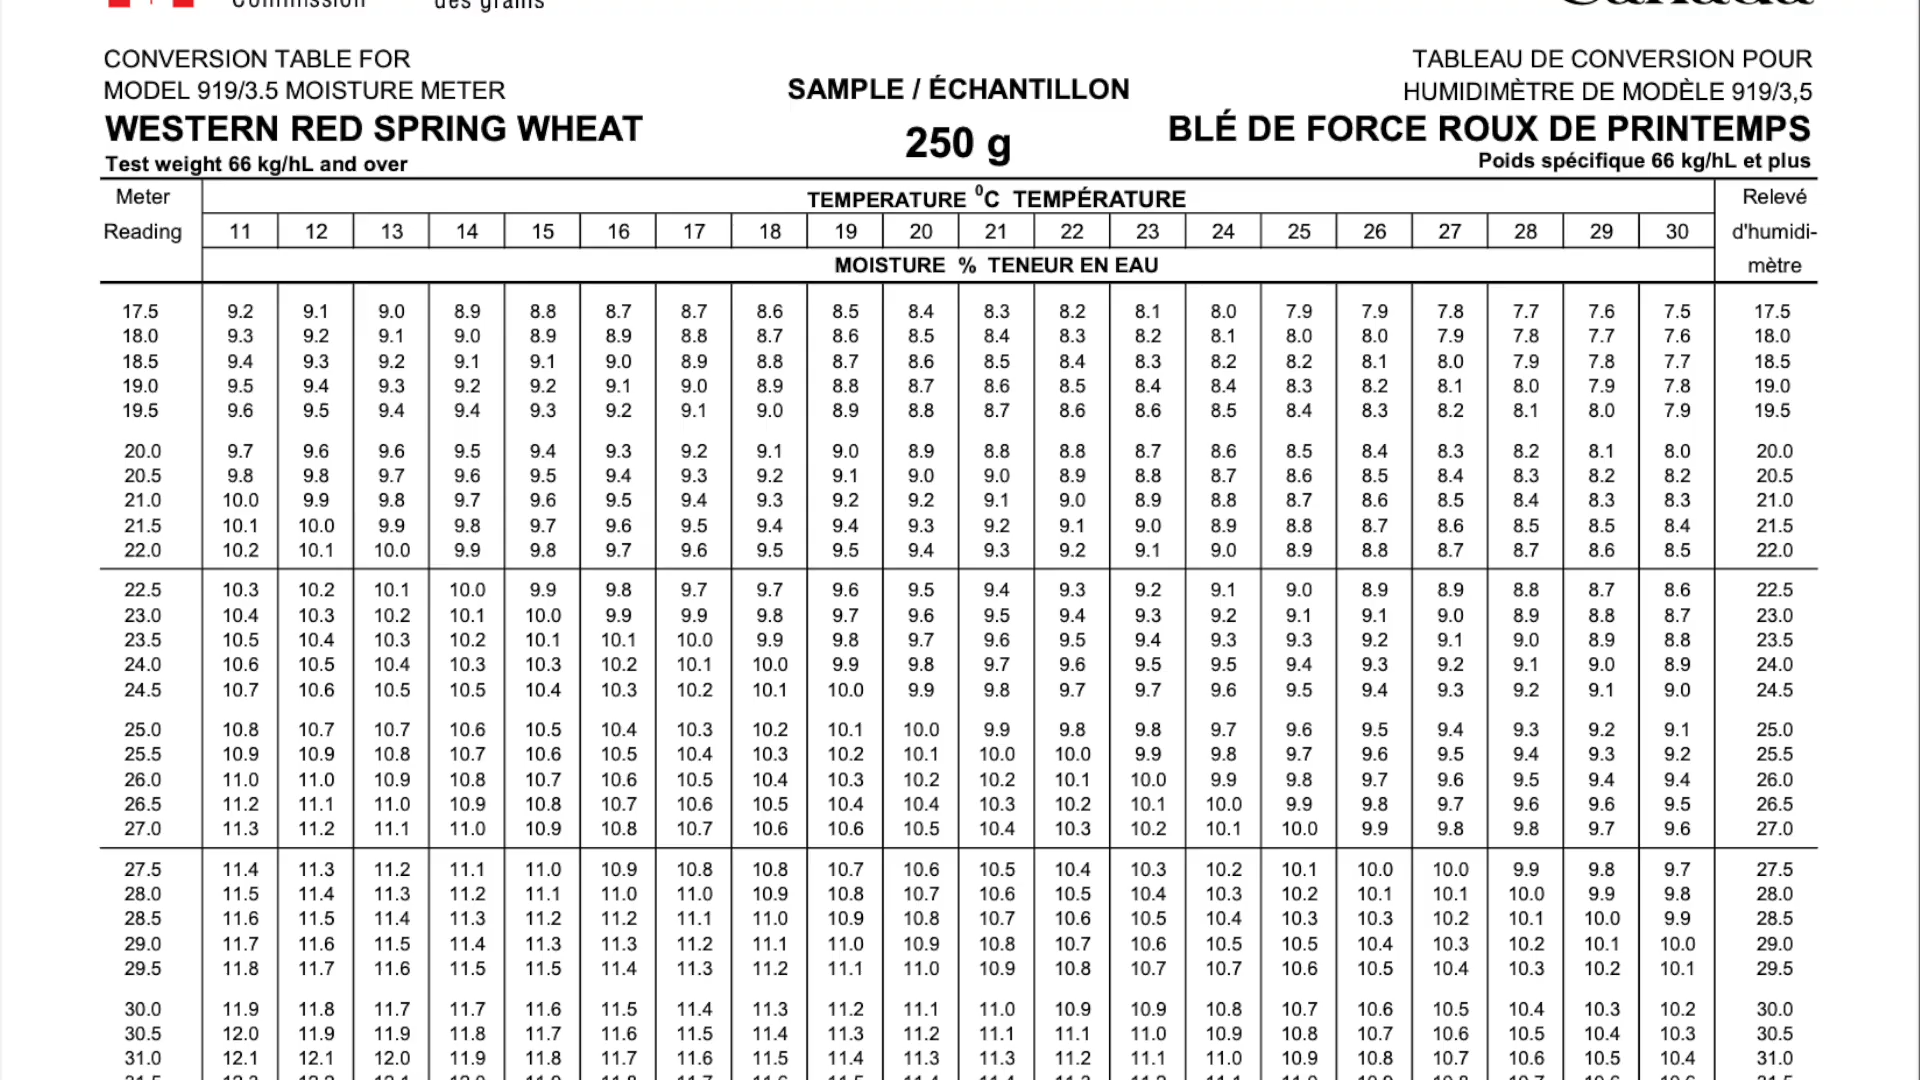 Commission des grains
Canada
CONVERSION TABLE FOR
MODEL 919/3.5 MOISTURE METER
WESTERN RED SPRING WHEAT
Test weight 66 kg/hL and over
SAMPLE / ÉCHANTILLON
250 g
TABLEAU DE CONVERSION POUR
HUMIDIMÈTRE DE MODÈLE 919/3,5
BLÉ DE FORCE ROUX DE PRINTEMPS
Poids spécifique 66 kg/hL et plus
Meter TEMPERATURE ⁰C TEMPÉRATURE Relevé
Reading 11 12 13 14 15 16 17 18 19 20 21 22 23 24 25 26 27 28 29 30 d'humidi-
MOISTURE % TENEUR EN EAU mètre
17.5 9.2 9.1 9.0 8.9 8.8 8.7 8.7 8.6 8.5 8.4 8.3 8.2 8.1 8.0 7.9 7.9 7.8 7.7 7.6 7.5 17.5
18.0 9.3 9.2 9.1 9.0 8.9 8.9 8.8 8.7 8.6 8.5 8.4 8.3 8.2 8.1 8.0 8.0 7.9 7.8 7.7 7.6 18.0
18.5 9.4 9.3 9.2 9.1 9.1 9.0 8.9 8.8 8.7 8.6 8.5 8.4 8.3 8.2 8.2 8.1 8.0 7.9 7.8 7.7 18.5
19.0 9.5 9.4 9.3 9.2 9.2 9.1 9.0 8.9 8.8 8.7 8.6 8.5 8.4 8.4 8.3 8.2 8.1 8.0 7.9 7.8 19.0
19.5 9.6 9.5 9.4 9.4 9.3 9.2 9.1 9.0 8.9 8.8 8.7 8.6 8.6 8.5 8.4 8.3 8.2 8.1 8.0 7.9 19.5
20.0 9.7 9.6 9.6 9.5 9.4 9.3 9.2 9.1 9.0 8.9 8.8 8.8 8.7 8.6 8.5 8.4 8.3 8.2 8.1 8.0 20.0
20.5 9.8 9.8 9.7 9.6 9.5 9.4 9.3 9.2 9.1 9.0 9.0 8.9 8.8 8.7 8.6 8.5 8.4 8.3 8.2 8.2 20.5
21.0 10.0 9.9 9.8 9.7 9.6 9.5 9.4 9.3 9.2 9.2 9.1 9.0 8.9 8.8 8.7 8.6 8.5 8.4 8.3 8.3 21.0
21.5 10.1 10.0 9.9 9.8 9.7 9.6 9.5 9.4 9.4 9.3 9.2 9.1 9.0 8.9 8.8 8.7 8.6 8.5 8.5 8.4 21.5
22.0 10.2 10.1 10.0 9.9 9.8 9.7 9.6 9.5 9.5 9.4 9.3 9.2 9.1 9.0 8.9 8.8 8.7 8.7 8.6 8.5 22.0
22.5 10.3 10.2 10.1 10.0 9.9 9.8 9.7 9.7 9.6 9.5 9.4 9.3 9.2 9.1 9.0 8.9 8.9 8.8 8.7 8.6 22.5
23.0 10.4 10.3 10.2 10.1 10.0 9.9 9.9 9.8 9.7 9.6 9.5 9.4 9.3 9.2 9.1 9.1 9.0 8.9 8.8 8.7 23.0
23.5 10.5 10.4 10.3 10.2 10.1 10.1 10.0 9.9 9.8 9.7 9.6 9.5 9.4 9.3 9.3 9.2 9.1 9.0 8.9 8.8 23.5
24.0 10.6 10.5 10.4 10.3 10.3 10.2 10.1 10.0 9.9 9.8 9.7 9.6 9.5 9.5 9.4 9.3 9.2 9.1 9.0 8.9 24.0
24.5 10.7 10.6 10.5 10.5 10.4 10.3 10.2 10.1 10.0 9.9 9.8 9.7 9.7 9.6 9.5 9.4 9.3 9.2 9.1 9.0 24.5
25.0 10.8 10.7 10.7 10.6 10.5 10.4 10.3 10.2 10.1 10.0 9.9 9.8 9.8 9.7 9.6 9.5 9.4 9.3 9.2 9.1 25.0
25.5 10.9 10.9 10.8 10.7 10.6 10.5 10.4 10.3 10.2 10.1 10.0 10.0 9.9 9.8 9.7 9.6 9.5 9.4 9.3 9.2 25.5
26.0 11.0 11.0 10.9 10.8 10.7 10.6 10.5 10.4 10.3 10.2 10.2 10.1 10.0 9.9 9.8 9.7 9.6 9.5 9.4 9.4 26.0
26.5 11.2 11.1 11.0 10.9 10.8 10.7 10.6 10.5 10.4 10.4 10.3 10.2 10.1 10.0 9.9 9.8 9.7 9.6 9.6 9.5 26.5
27.0 11.3 11.2 11.1 11.0 10.9 10.8 10.7 10.6 10.6 10.5 10.4 10.3 10.2 10.1 10.0 9.9 9.8 9.8 9.7 9.6 27.0
27.5 11.4 11.3 11.2 11.1 11.0 10.9 10.8 10.8 10.7 10.6 10.5 10.4 10.3 10.2 10.1 10.0 10.0 9.9 9.8 9.7 27.5
28.0 11.5 11.4 11.3 11.2 11.1 11.0 11.0 10.9 10.8 10.7 10.6 10.5 10.4 10.3 10.2 10.1 10.1 10.0 9.9 9.8 28.0
28.5 11.6 11.5 11.4 11.3 11.2 11.2 11.1 11.0 10.9 10.8 10.7 10.6 10.5 10.4 10.3 10.3 10.2 10.1 10.0 9.9 28.5
29.0 11.7 11.6 11.5 11.4 11.3 11.3 11.2 11.1 11.0 10.9 10.8 10.7 10.6 10.5 10.5 10.4 10.3 10.2 10.1 10.0 29.0
29.5 11.8 11.7 11.6 11.5 11.5 11.4 11.3 11.2 11.1 11.0 10.9 10.8 10.7 10.7 10.6 10.5 10.4 10.3 10.2 10.1 29.5
30.0 11.9 11.8 11.7 11.7 11.6 11.5 11.4 11.3 11.2 11.1 11.0 10.9 10.9 10.8 10.7 10.6 10.5 10.4 10.3 10.2 30.0
30.5 12.0 11.9 11.9 11.8 11.7 11.6 11.5 11.4 11.3 11.2 11.1 11.1 11.0 10.9 10.8 10.7 10.6 10.5 10.4 10.3 30.5
31.0 12.1 12.1 12.0 11.9 11.8 11.7 11.6 11.5 11.4 11.3 11.3 11.2 11.1 11.0 10.9 10.8 10.7 10.6 10.5 10.4 31.0